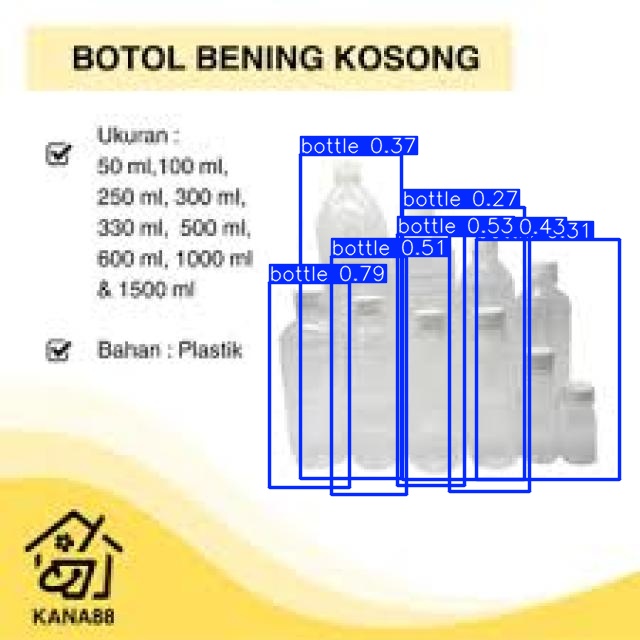 BOTOL BENING KOSONG
Ukuran :
50 ml,100 ml,
250 ml, 300 ml,
330 ml, 500 ml,
600 ml, 1000 ml
& 1500 ml
Bahan : Plastik
bottle 0.37
bottle 0.27
bottle 0.53
0.43
31
bottle 0.51
bottle 0.79
KANA88